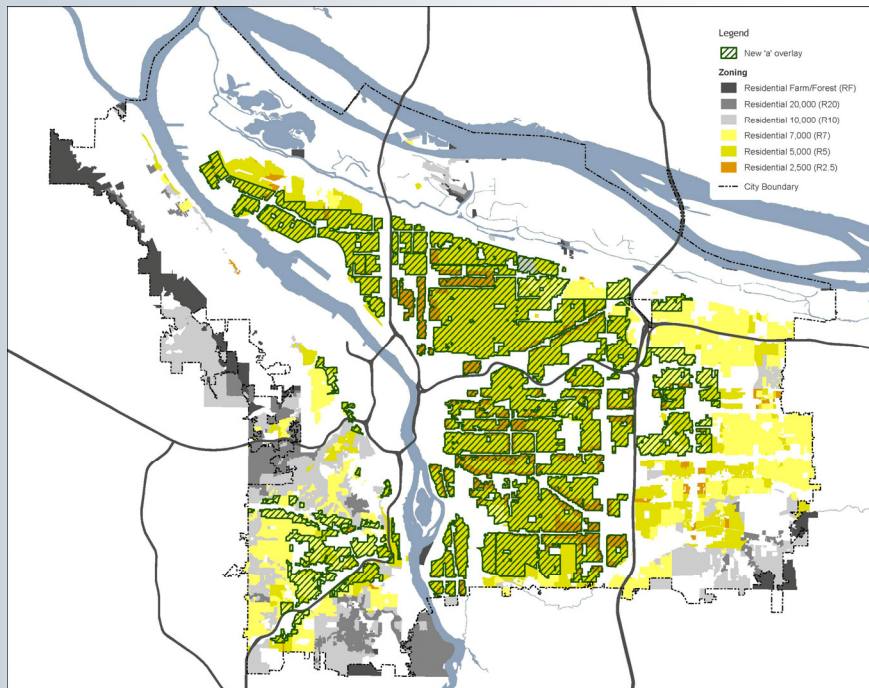 Legend
New 'a' overlay
Zoning
Residential Farm/Forest (RF)
Residential 20,000 (R20)
Residential 10,000 (R10)
Residential 7,000 (R7)
Residential 5,000 (R5)
Residential 2,500 (R2.5)
City Boundary